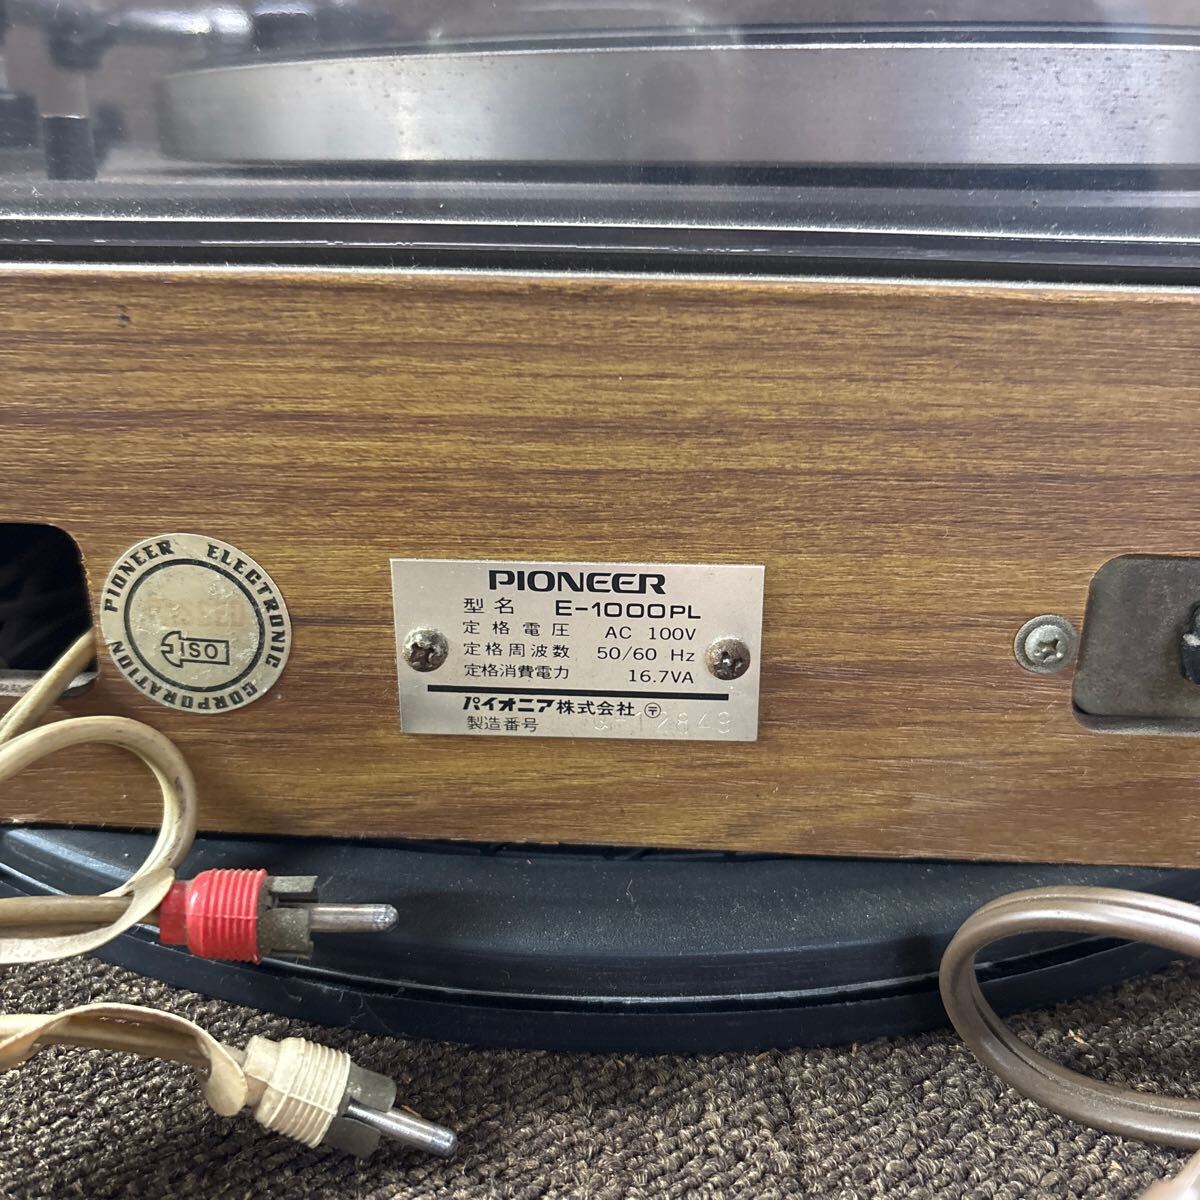 PIONEER
型名 E-1000PL
定格電圧 AC 100V
定格周波数 50/60 Hz
定格消費電力 16.7VA
パイオニア株式会社 〒
製造番号
PIONEER ELECTRONIC CORPORATION
ISO